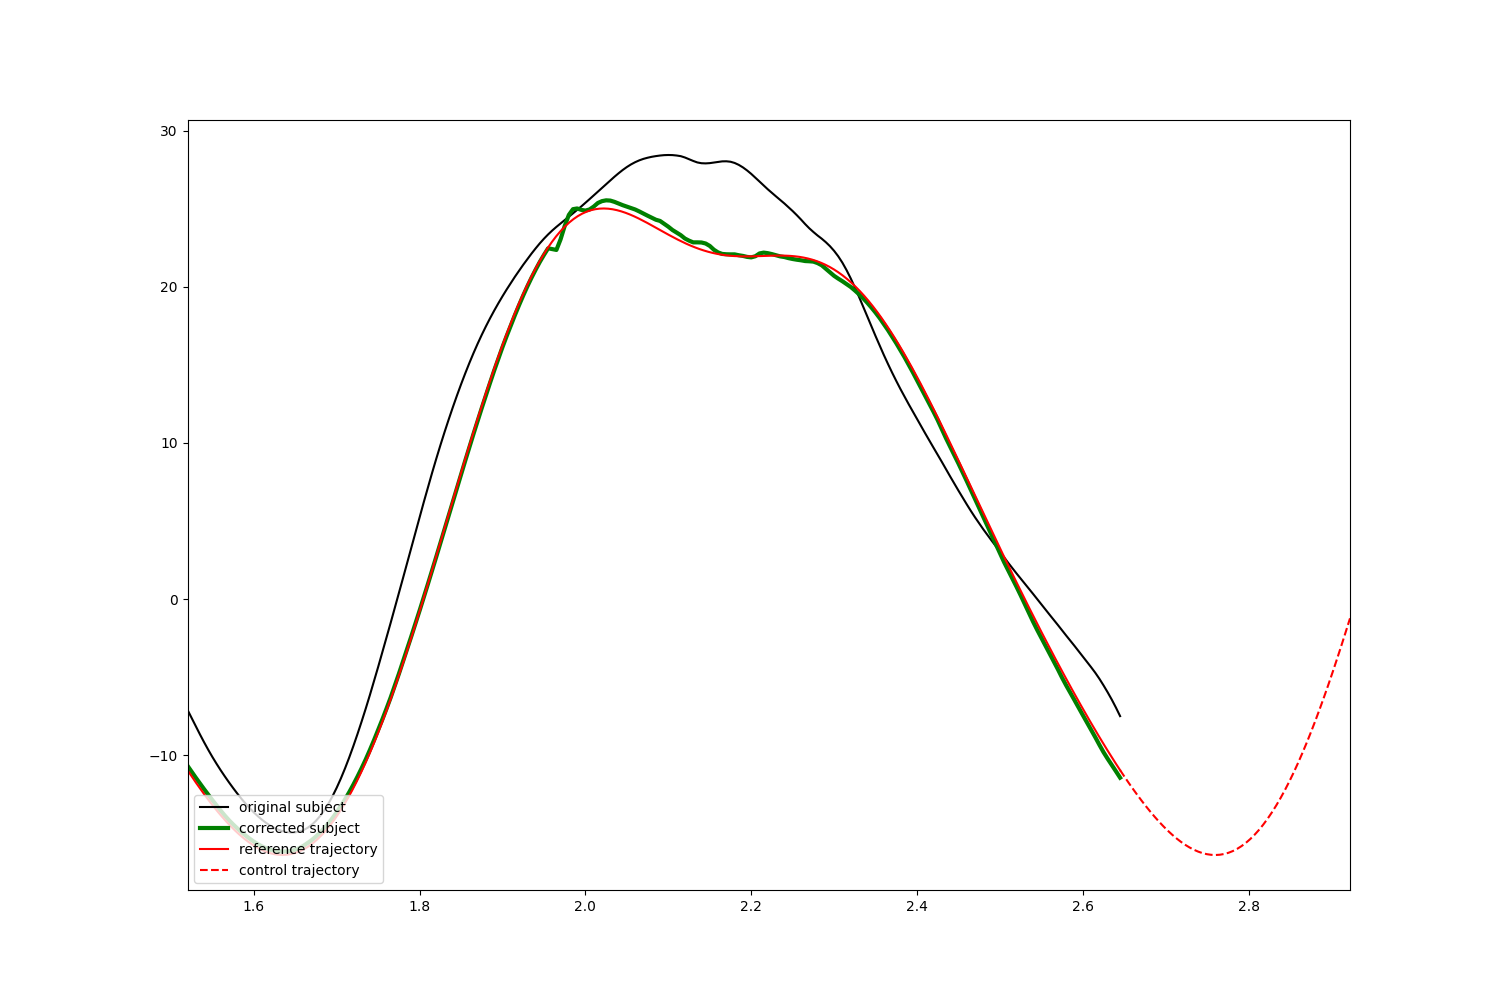 30
20
10
0
−10
original subject
corrected subject
reference trajectory
control trajectory
1.6 1.8 2.0 2.2 2.4 2.6 2.8